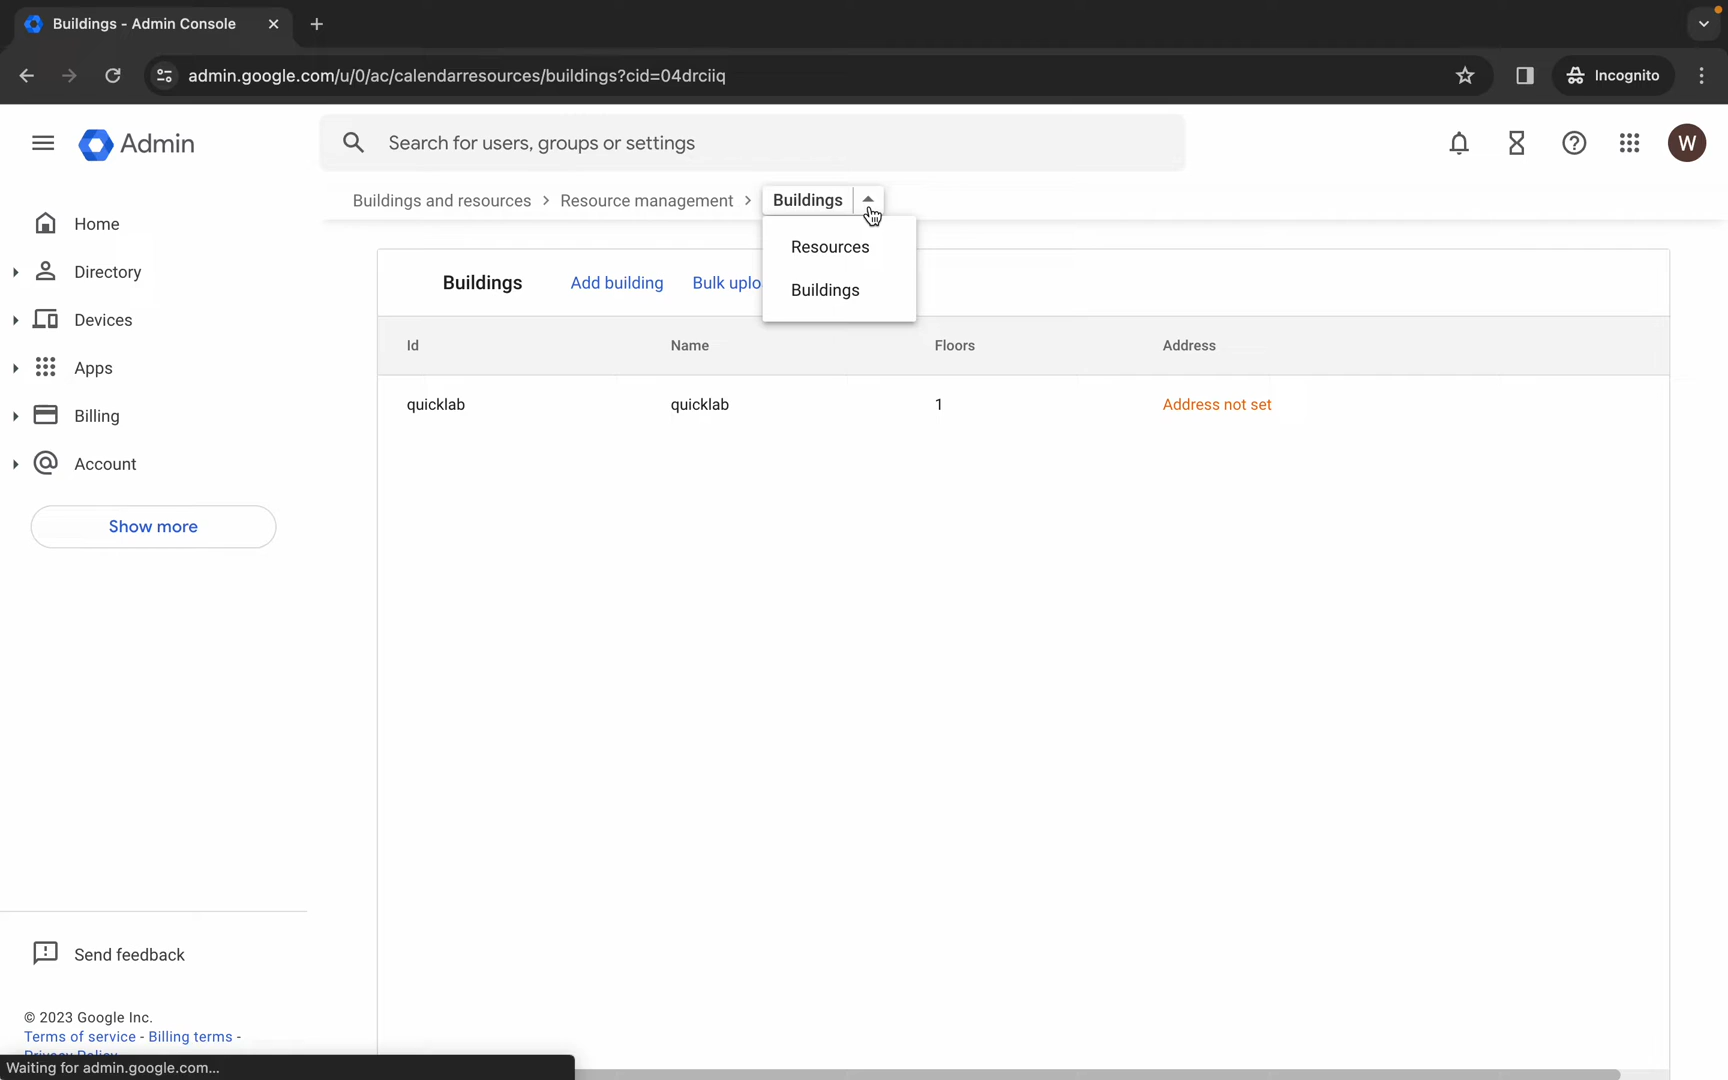 Buildings - Admin Console
admin.google.com/u/0/ac/calendarresources/buildings?cid=04drciiq
Incognito
Admin
Search for users, groups or settings
W
Buildings and resources > Resource management > Buildings
Home
Directory
Devices
Apps
Billing
Account
Show more
Resources
Buildings
Buildings Add building Bulk uplo
Id Name Floors Address
quicklab quicklab 1 Address not set
Send feedback
© 2023 Google Inc.
Terms of service - Billing terms -
Privacy Policy
Waiting for admin.google.com...